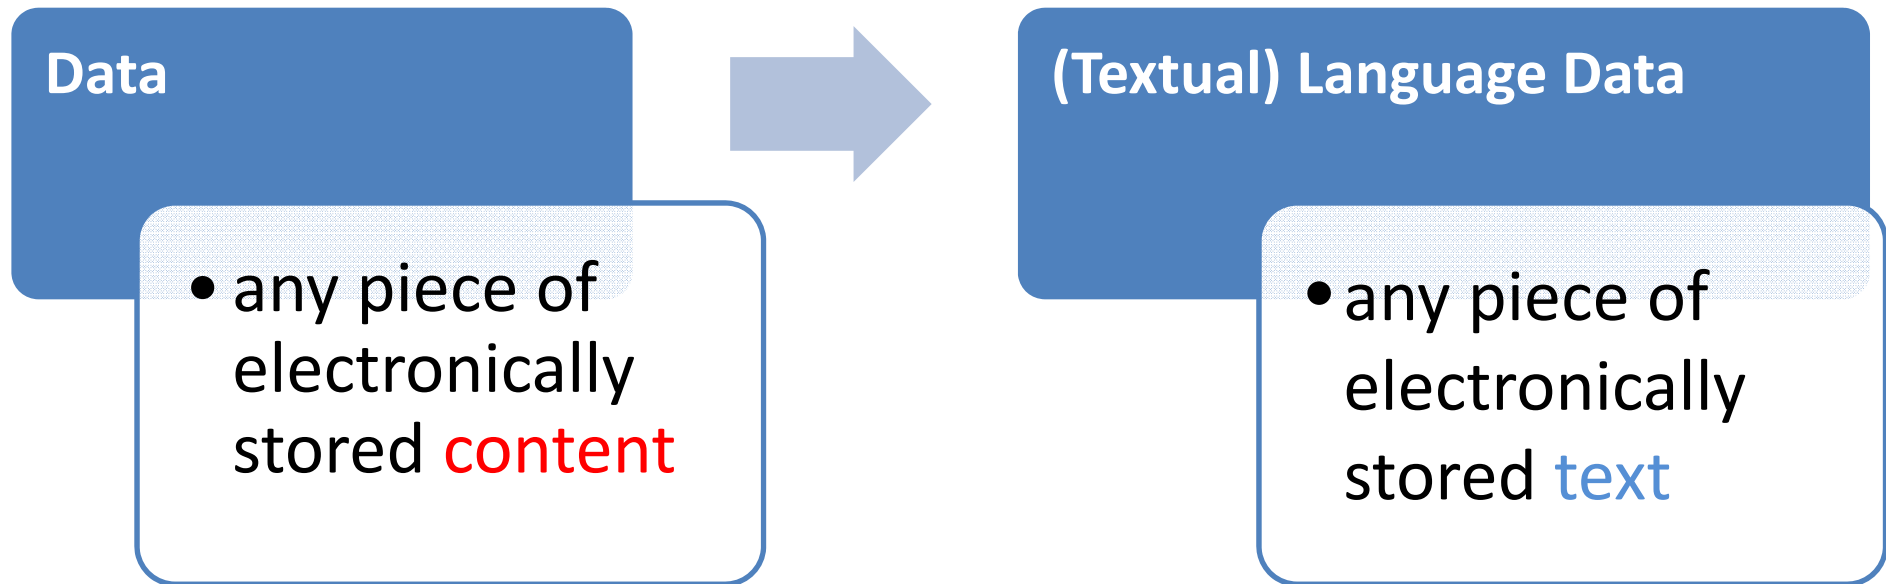 Data
• any piece of
electronically
stored content
(Textual) Language Data
• any piece of
electronically
stored text